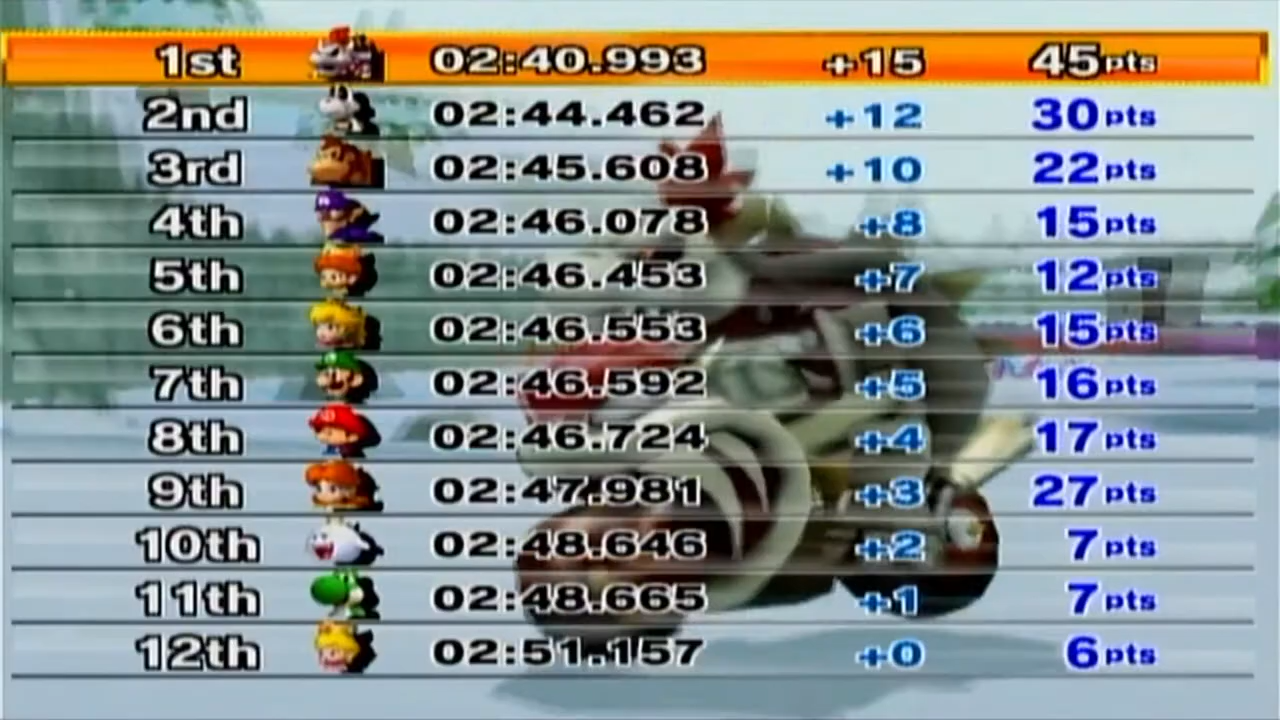 1st 02:40.993 +15 45pts
2nd 02:44.462 +12 30pts
3rd 02:45.608 +10 22pts
4th 02:46.078 +8 15pts
5th 02:46.453 +7 12pts
6th 02:46.553 +6 15pts
7th 02:46.592 +5 16pts
8th 02:46.724 +4 17pts
9th 02:47.981 +3 27pts
10th 02:48.646 +2 7pts
11th 02:48.665 +1 7pts
12th 02:51.157 +0 6pts